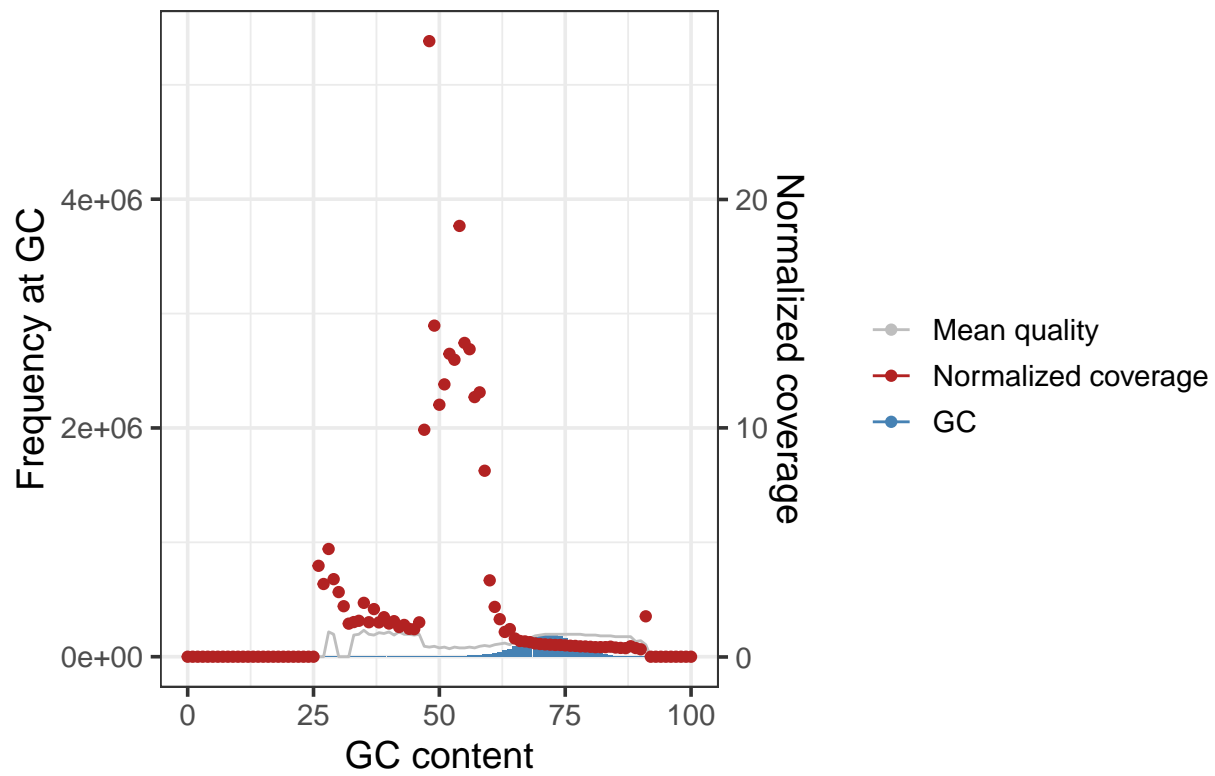 Frequency at GC
4e+06
2e+06
0e+00
20
10
0
Normalized coverage
0 25 50 75 100
GC content
Mean quality
Normalized coverage
GC